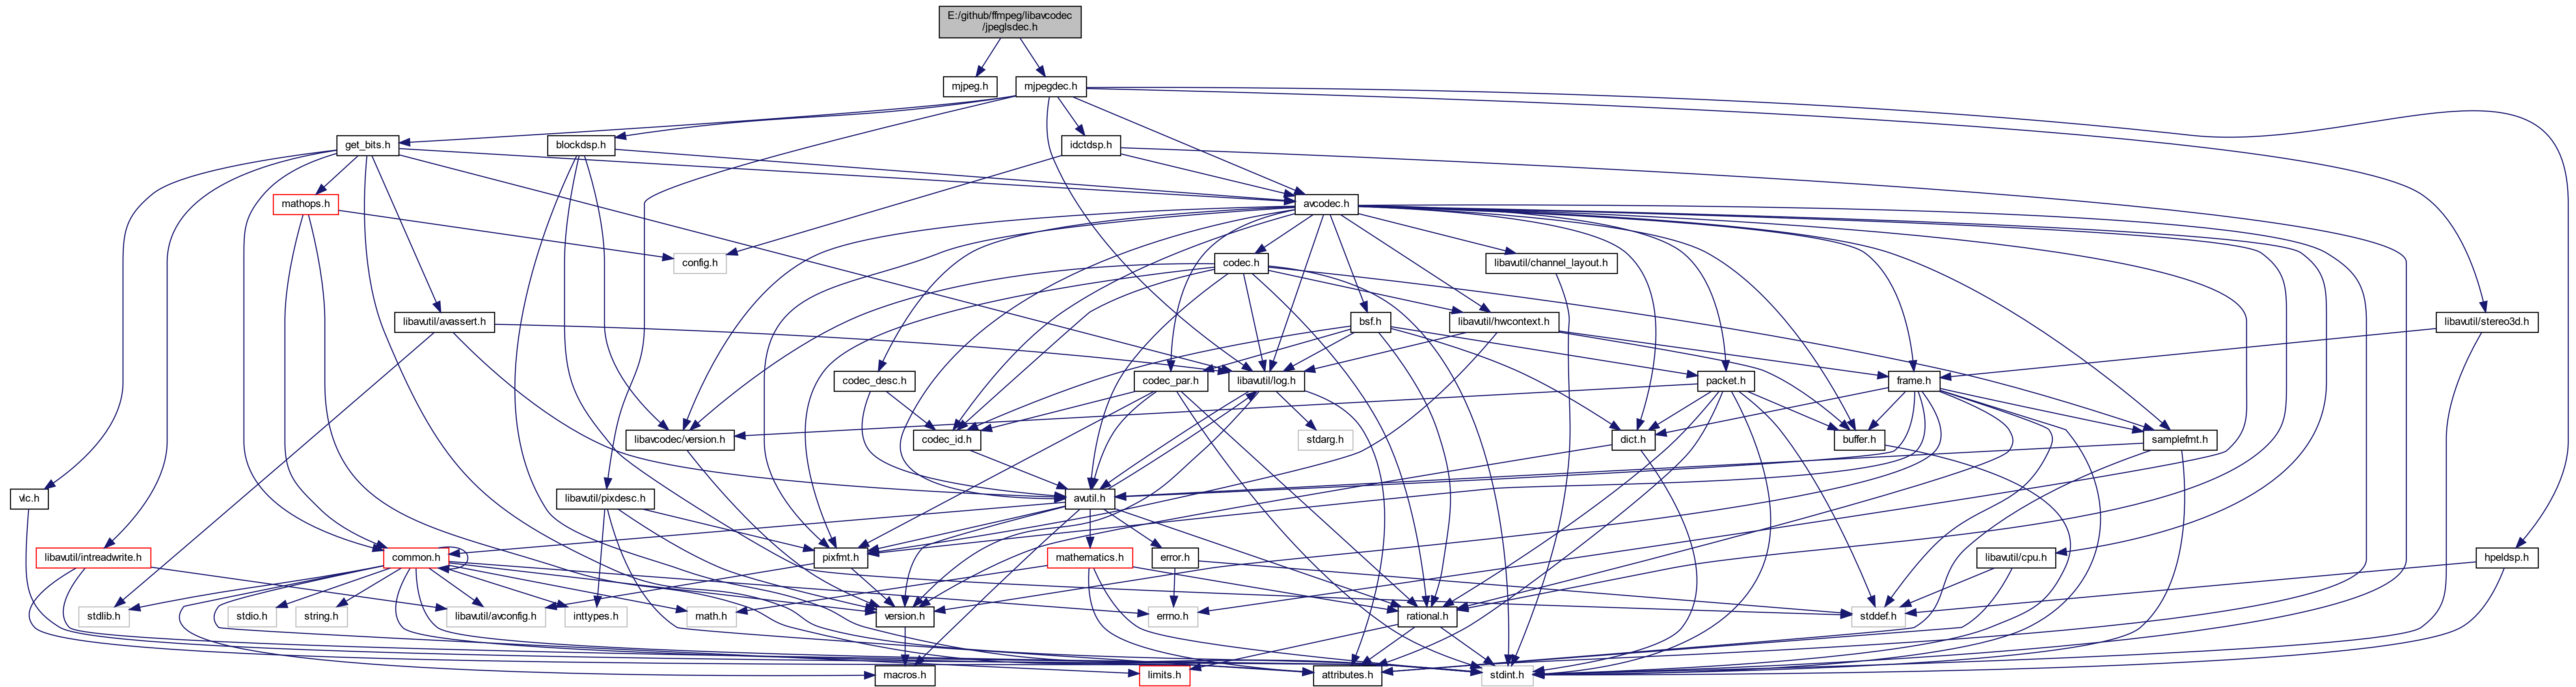 E:/github/ffmpeg/libavcodec
/jpeglsdec.h
mjpeg.h
mjpegdec.h
get_bits.h
blockdsp.h
idctdsp.h
mathops.h
avcodec.h
config.h
codec.h
libavutil/channel_layout.h
libavutil/avassert.h
bsf.h
libavutil/hwcontext.h
libavutil/stereo3d.h
codec_desc.h
codec_par.h
libavutil/log.h
packet.h
frame.h
libavcodec/version.h
codec_id.h
stdarg.h
dict.h
buffer.h
samplefmt.h
vlc.h
libavutil/pixdesc.h
avutil.h
libavutil/intreadwrite.h
common.h
pixfmt.h
mathematics.h
error.h
libavutil/cpu.h
hpeldsp.h
stdlib.h
stdio.h
string.h
libavutil/avconfig.h
inttypes.h
math.h
version.h
errno.h
rational.h
stddef.h
macros.h
limits.h
attributes.h
stdint.h